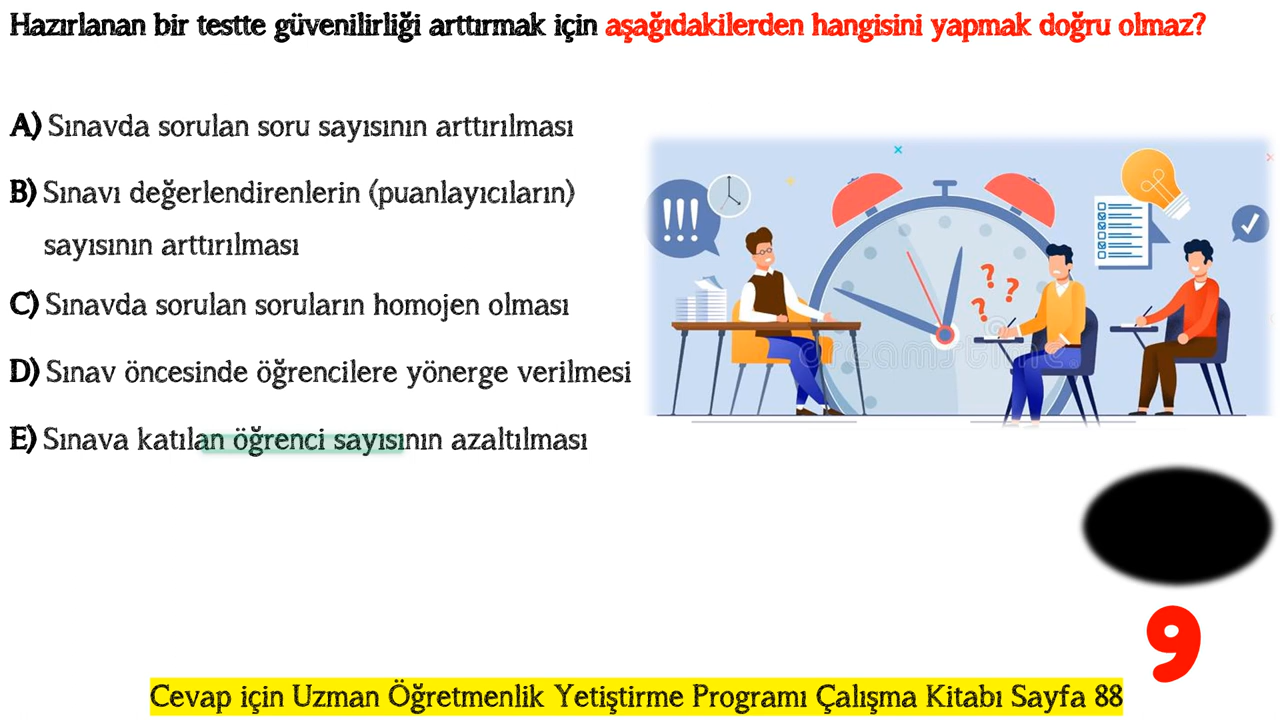 Hazırlanan bir testte güvenilirliği arttırmak için aşağıdakilerden hangisini yapmak doğru olmaz?
A) Sınavda sorulan soru sayısının arttırılması
B) Sınavı değerlendirenlerin (puanlayıcıların)
sayısının arttırılması
C) Sınavda sorulan soruların homojen olması
D) Sınav öncesinde öğrencilere yönerge verilmesi
E) Sınava katılan öğrenci sayısının azaltılması
!!!
???
dreamstime.
9
Cevap için Uzman Öğretmenlik Yetiştirme Programı Çalışma Kitabı Sayfa 88